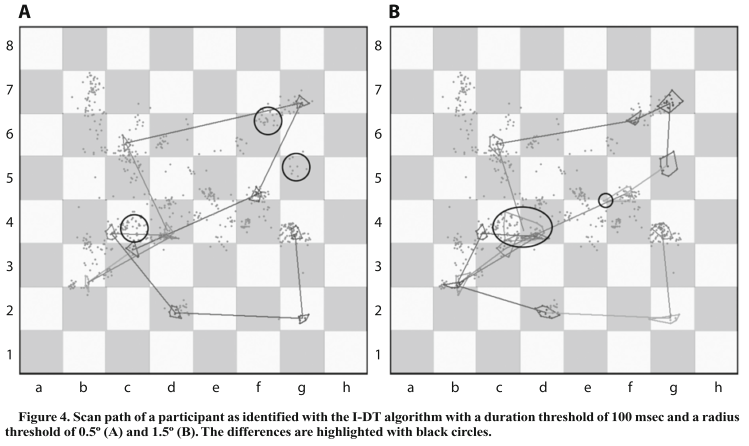 A
B
8
7
6
5
4
3
2
1
a b c d e f g h
8
7
6
5
4
3
2
1
a b c d e f g h
Figure 4. Scan path of a participant as identified with the I-DT algorithm with a duration threshold of 100 msec and a radius
threshold of 0.5º (A) and 1.5º (B). The differences are highlighted with black circles.